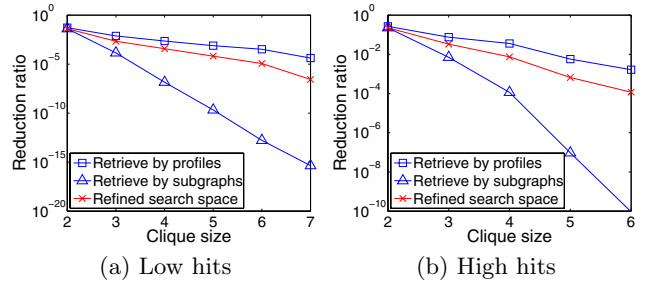 Reduction ratio
10^0
10^-5
10^-10
10^-15
10^-20
Retrieve by profiles
Retrieve by subgraphs
Refined search space
2 3 4 5 6 7
Clique size
(a) Low hits
Reduction ratio
10^0
10^-2
10^-4
10^-6
10^-8
10^-10
Retrieve by profiles
Retrieve by subgraphs
Refined search space
2 3 4 5 6
Clique size
(b) High hits